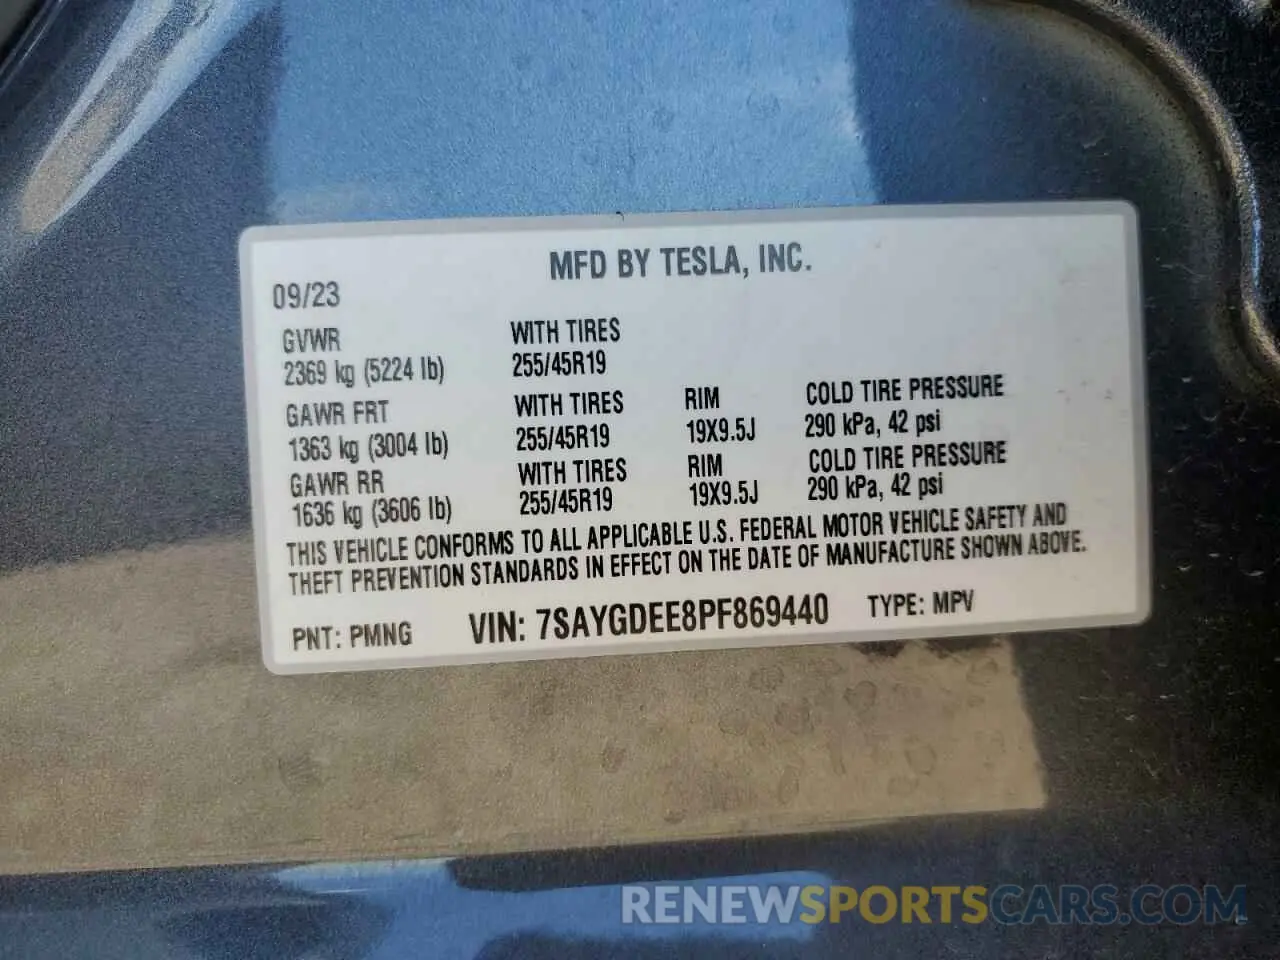 MFD BY TESLA, INC.
09/23
GVWR WITH TIRES
2369 kg (5224 lb) 255/45R19
GAWR FRT WITH TIRES RIM COLD TIRE PRESSURE
1363 kg (3004 lb) 255/45R19 19X9.5J 290 kPa, 42 psi
GAWR RR WITH TIRES RIM COLD TIRE PRESSURE
1636 kg (3606 lb) 255/45R19 19X9.5J 290 kPa, 42 psi
THIS VEHICLE CONFORMS TO ALL APPLICABLE U.S. FEDERAL MOTOR VEHICLE SAFETY AND
THEFT PREVENTION STANDARDS IN EFFECT ON THE DATE OF MANUFACTURE SHOWN ABOVE.
PNT: PMNG VIN: 7SAYGDEE8PF869440 TYPE: MPV
RENEWSPORTSCARS.COM